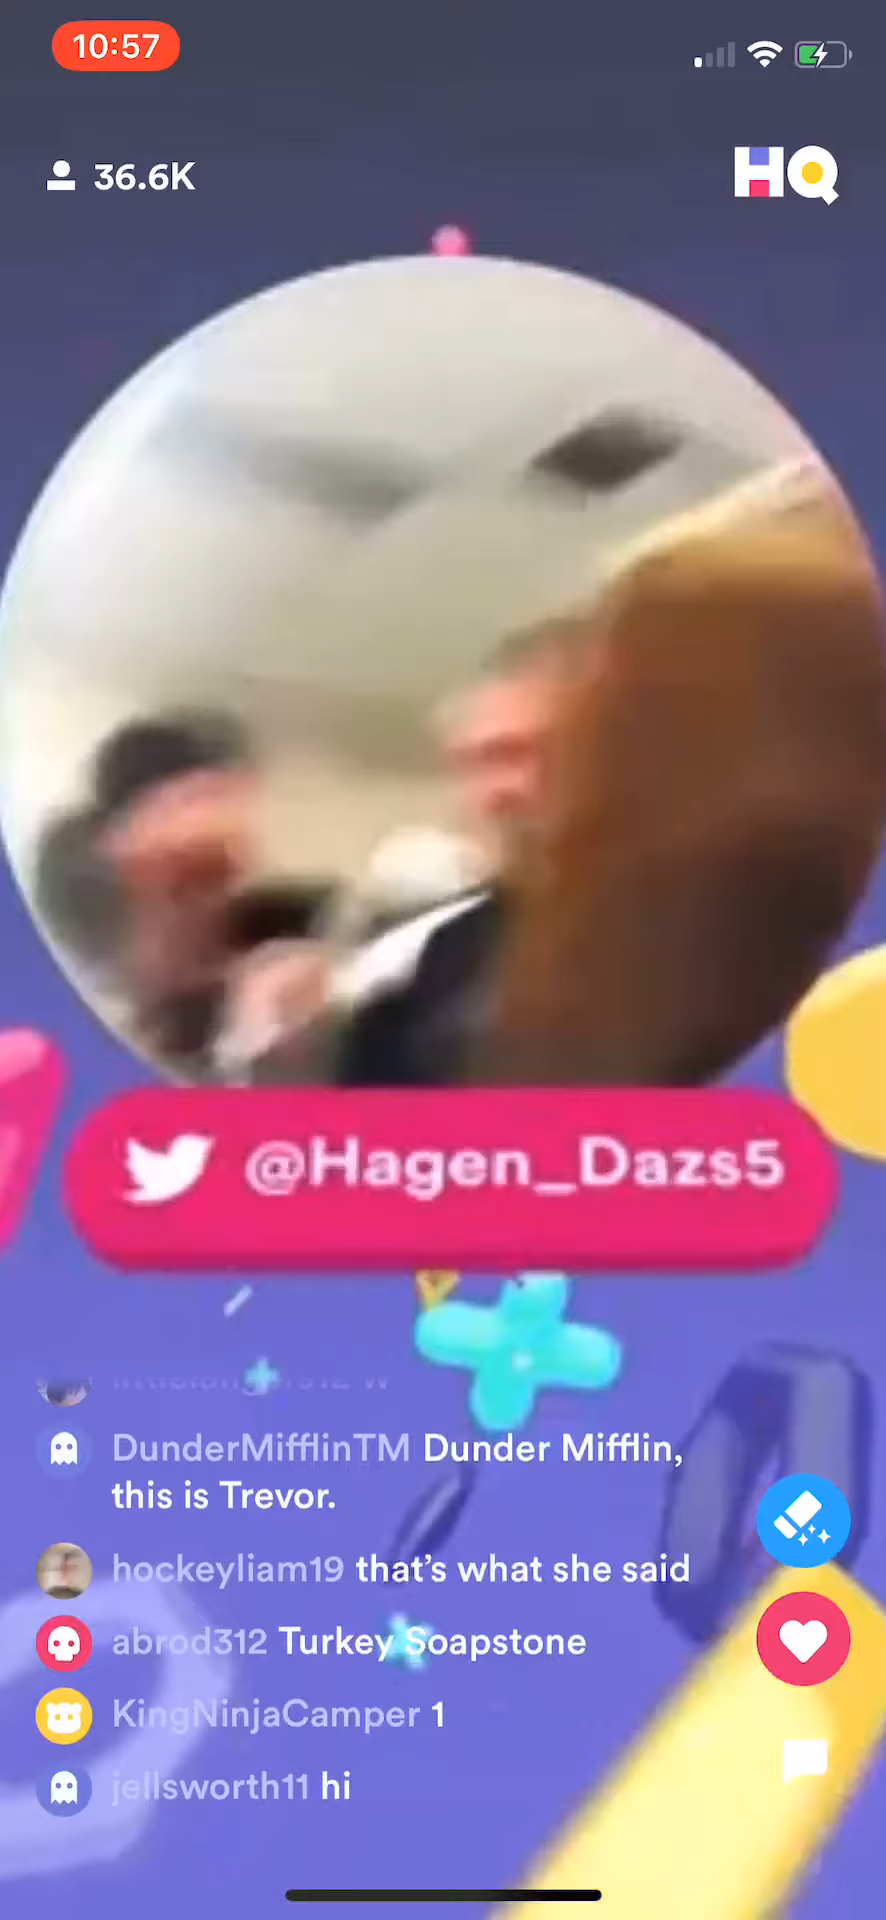 10:57
36.6K
HQ
@Hagen_Dazs5
DunderMifflinTM Dunder Mifflin,
this is Trevor.
hockeyliam19 that's what she said
abrod312 Turkey Soapstone
KingNinjaCamper 1
jellsworth11 hi